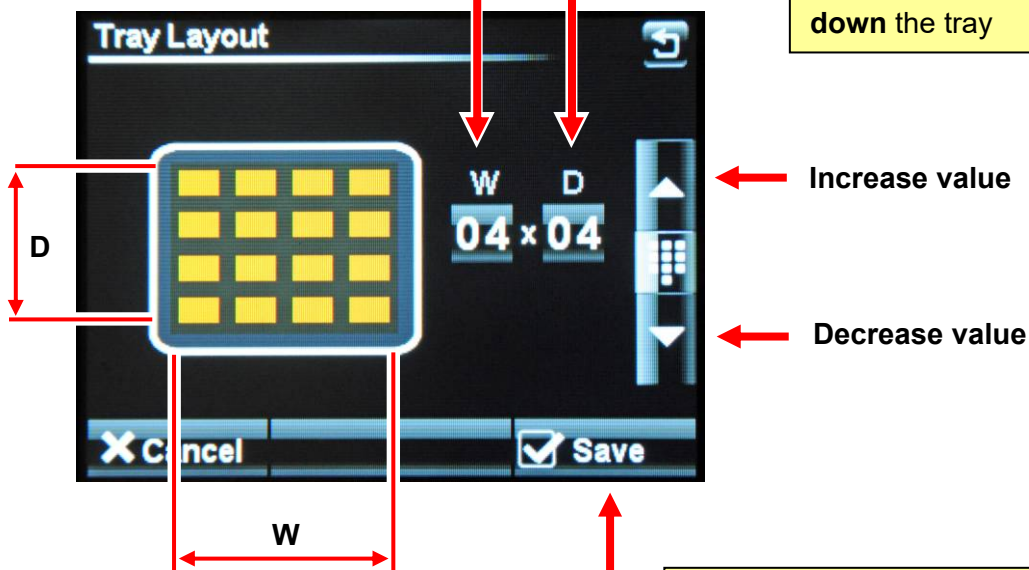 down the tray
Tray Layout
W D
Increase value
04 x 04
D
Decrease value
Cancel
Save
W